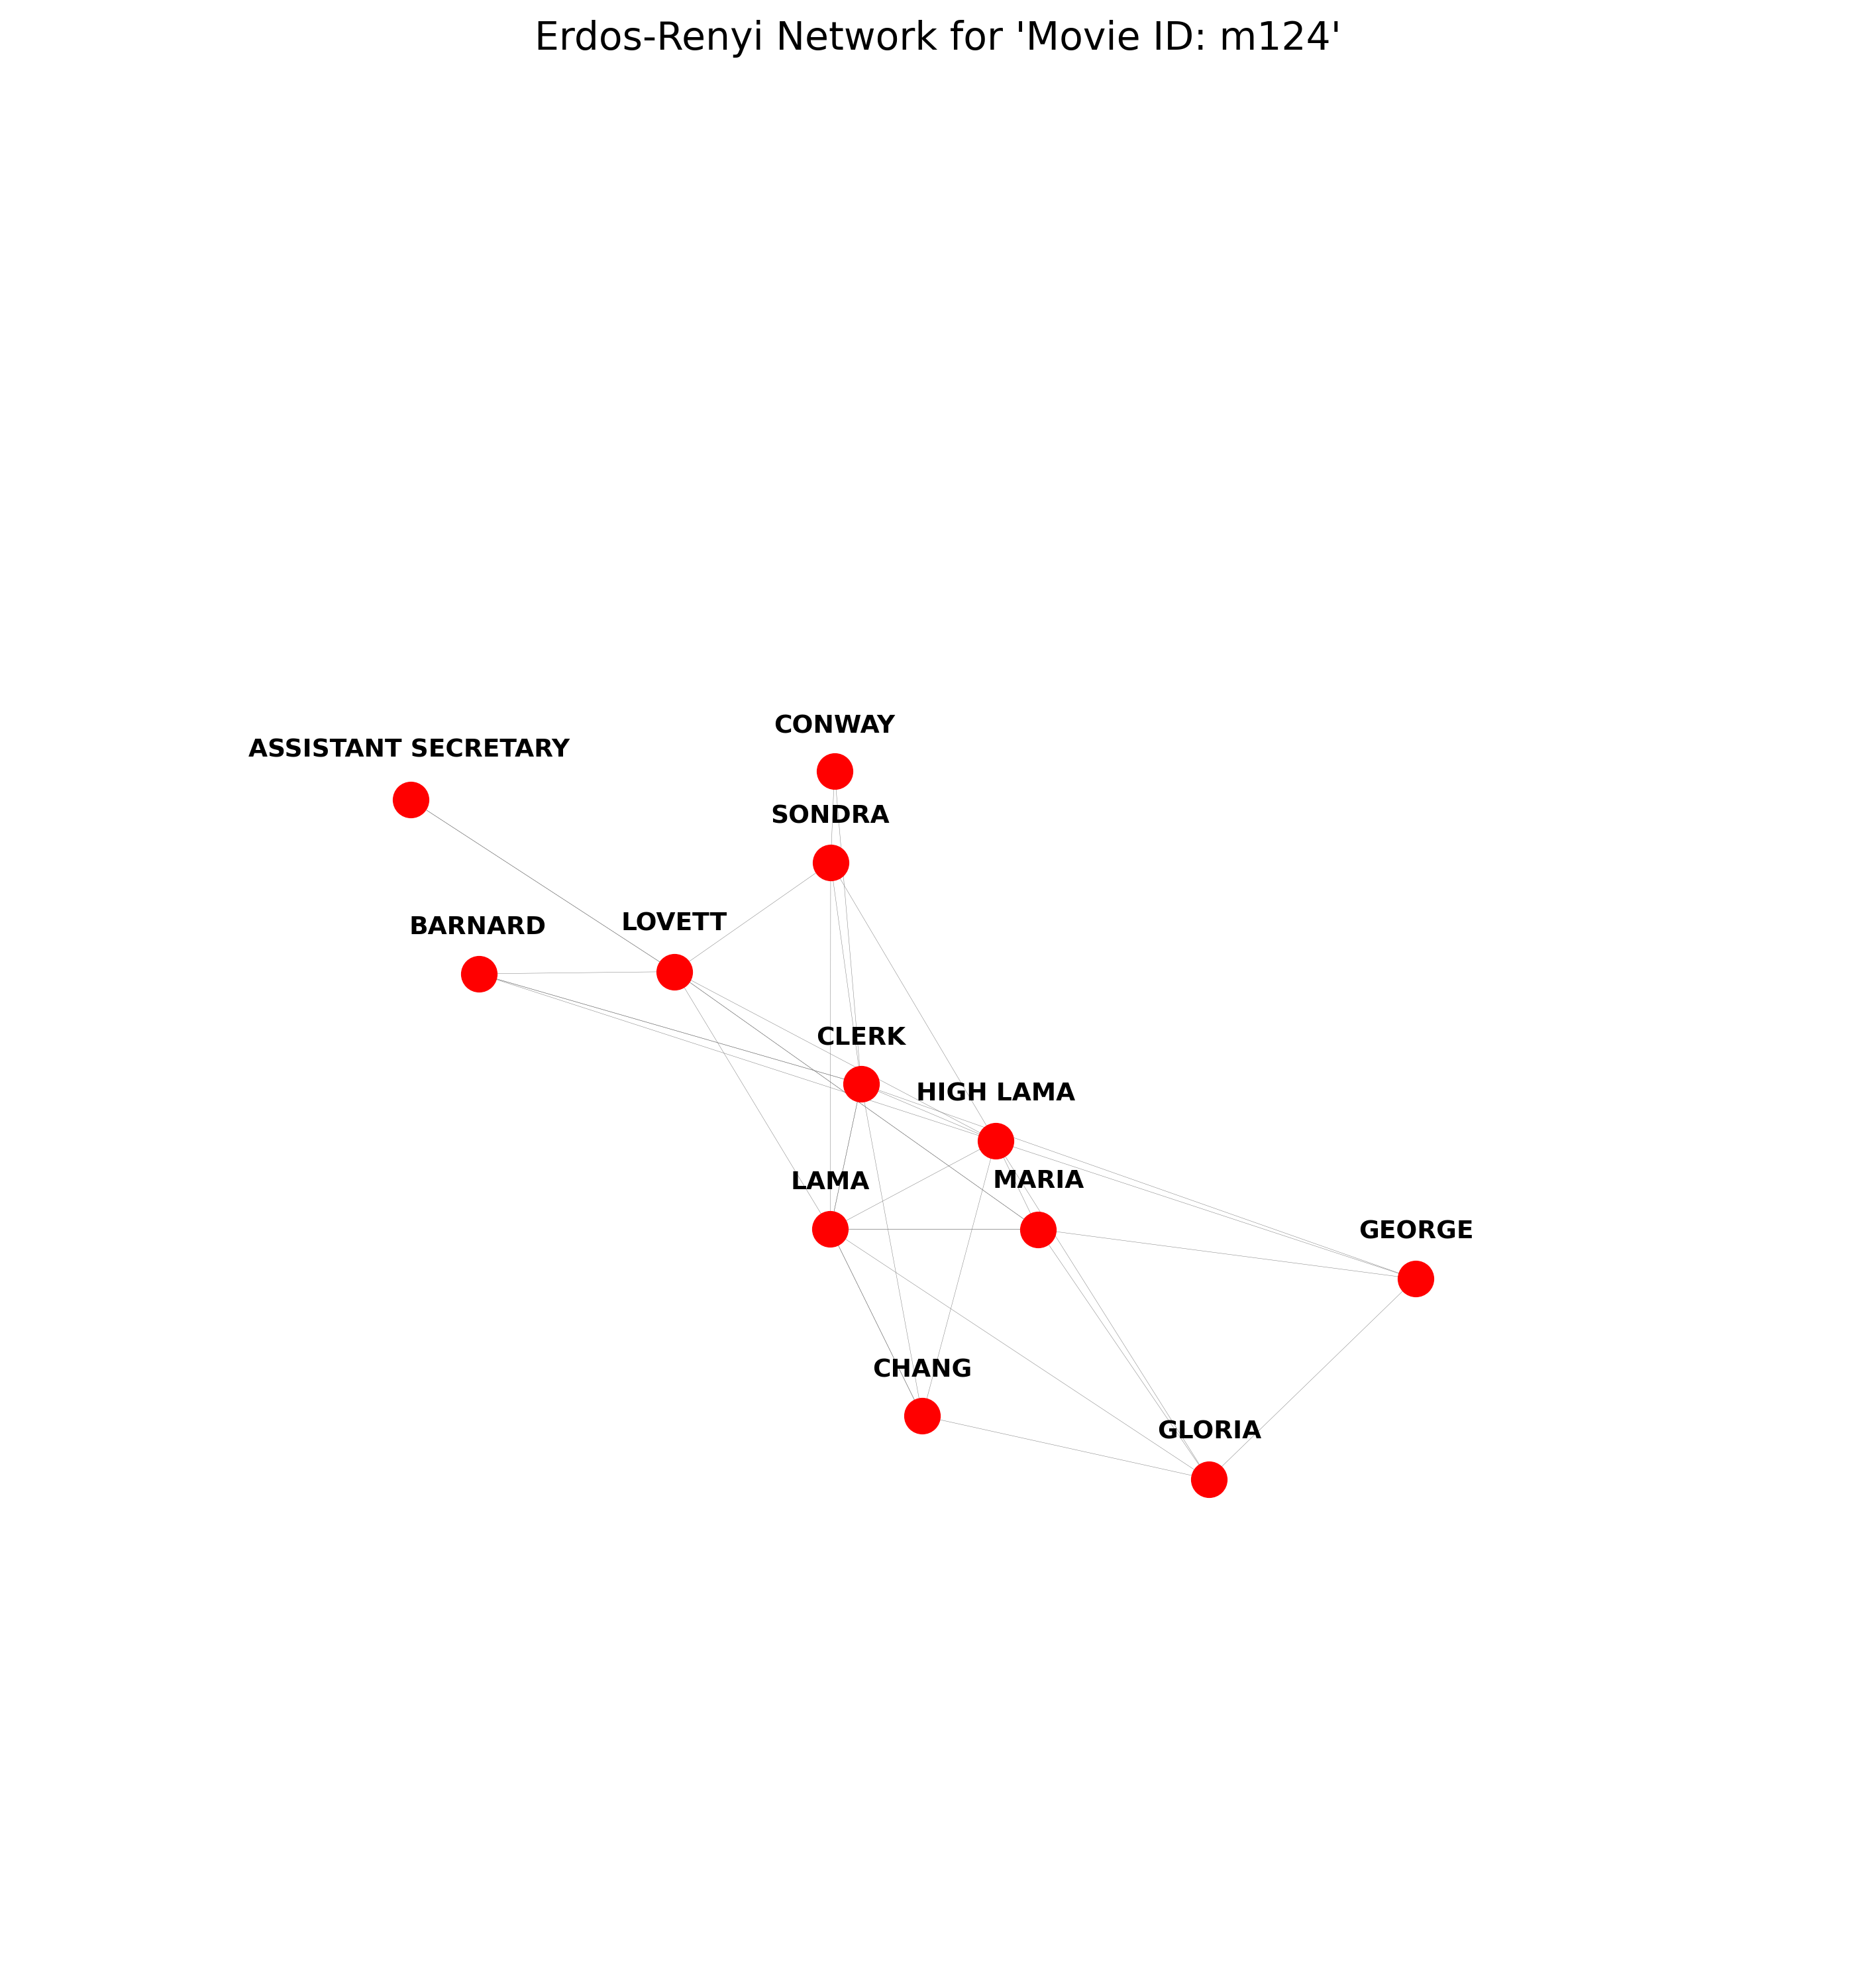 Erdos-Renyi Network for 'Movie ID: m124'
CONWAY
ASSISTANT SECRETARY
SONDRA
LOVETT
BARNARD
CLERK
HIGH LAMA
MARIA
LAMA
GEORGE
CHANG
GLORIA